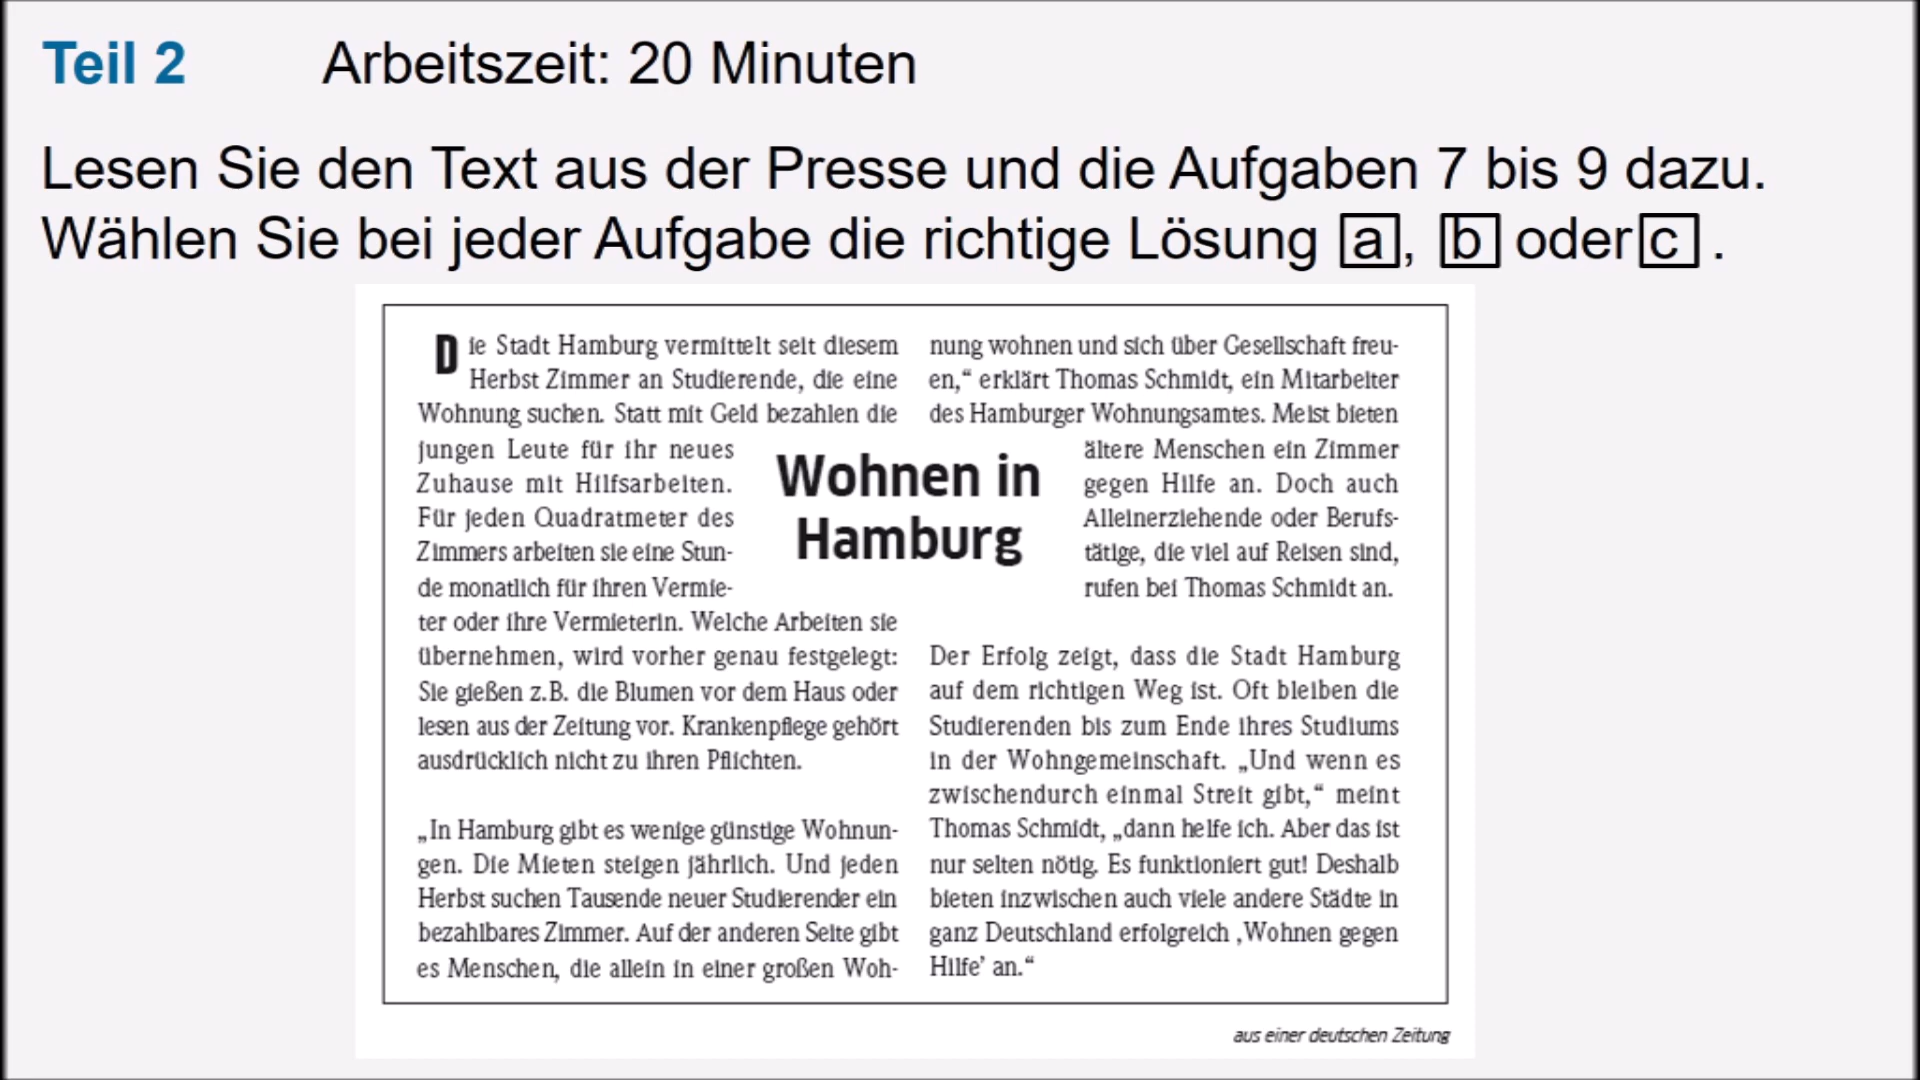 Teil 2 Arbeitszeit: 20 Minuten
Lesen Sie den Text aus der Presse und die Aufgaben 7 bis 9 dazu.
Wählen Sie bei jeder Aufgabe die richtige Lösung a, b oder c .
Die Stadt Hamburg vermittelt seit diesem
Herbst Zimmer an Studierende, die eine
Wohnung suchen. Statt mit Geld bezahlen die
jungen Leute für ihr neues
Zuhause mit Hilfsarbeiten.
Für jeden Quadratmeter des
Zimmers arbeiten sie eine Stun-
de monatlich für ihren Vermie-
ter oder ihre Vermieterin. Welche Arbeiten sie
übernehmen, wird vorher genau festgelegt:
Sie gießen z.B. die Blumen vor dem Haus oder
lesen aus der Zeitung vor. Krankenpflege gehört
ausdrücklich nicht zu ihren Pflichten.
„In Hamburg gibt es wenige günstige Wohnun-
gen. Die Mieten steigen jährlich. Und jeden
Herbst suchen Tausende neuer Studierender ein
bezahlbares Zimmer. Auf der anderen Seite gibt
es Menschen, die allein in einer großen Woh-
Wohnen in
Hamburg
nung wohnen und sich über Gesellschaft freu-
en,“ erklärt Thomas Schmidt, ein Mitarbeiter
des Hamburger Wohnungsamtes. Meist bieten
ältere Menschen ein Zimmer
gegen Hilfe an. Doch auch
Alleinerziehende oder Berufs-
tätige, die viel auf Reisen sind,
rufen bei Thomas Schmidt an.
Der Erfolg zeigt, dass die Stadt Hamburg
auf dem richtigen Weg ist. Oft bleiben die
Studierenden bis zum Ende ihres Studiums
in der Wohngemeinschaft. „Und wenn es
zwischendurch einmal Streit gibt,“ meint
Thomas Schmidt, „dann helfe ich. Aber das ist
nur selten nötig. Es funktioniert gut! Deshalb
bieten inzwischen auch viele andere Städte in
ganz Deutschland erfolgreich ‚Wohnen gegen
Hilfe’ an.“
aus einer deutschen Zeitung